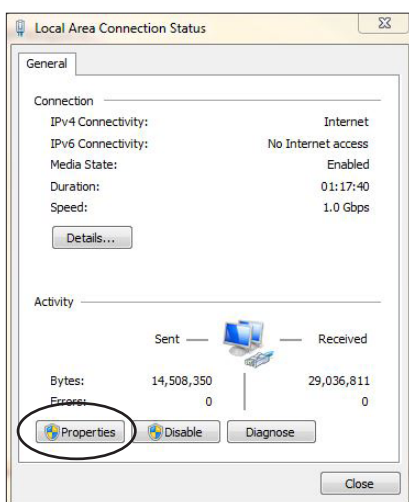 Local Area Connection Status
General
Connection
IPv4 Connectivity: Internet
IPv6 Connectivity: No Internet access
Media State: Enabled
Duration: 01:17:40
Speed: 1.0 Gbps
Details...
Activity
Sent — — Received
Bytes: 14,508,350 29,036,811
Errors: 0 0
Properties Disable Diagnose
Close